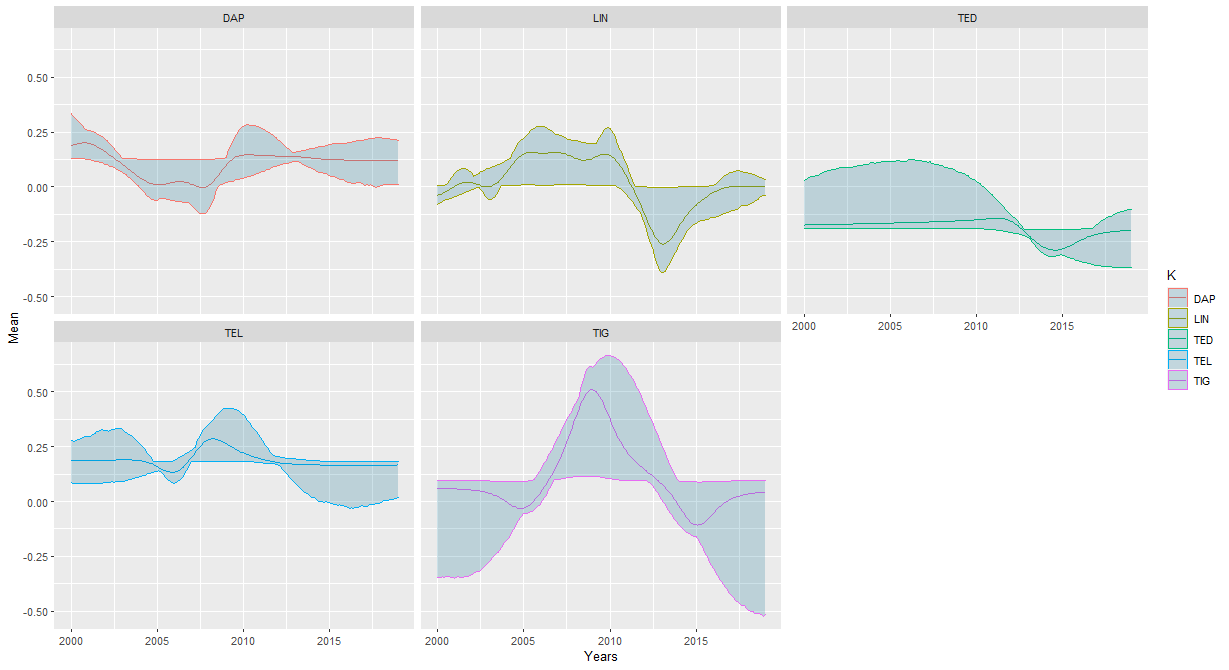 DAP LIN TED
0.50
0.25
0.00
-0.25
-0.50
2000 2005 2010 2015
TEL TIG
0.50
0.25
0.00
-0.25
-0.50
2000 2005 2010 2015 2000 2005 2010 2015
Mean
Years
K
DAP
LIN
TED
TEL
TIG